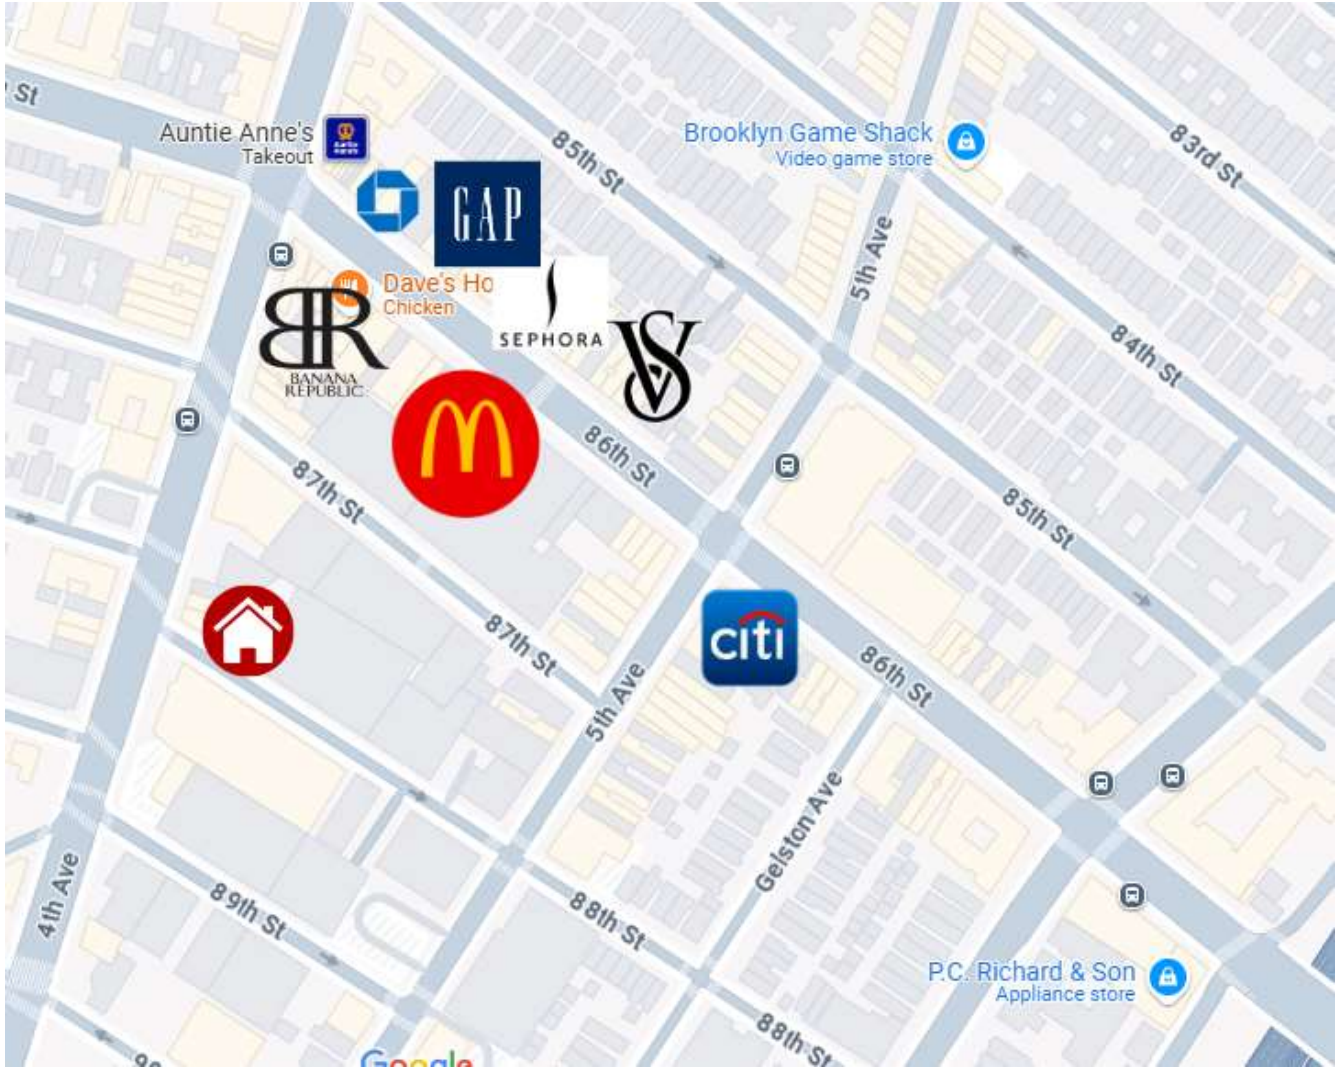 St
Auntie Anne's
Takeout
85th St
Brooklyn Game Shack
Video game store
83rd St
GAP
5th Ave
Dave's Ho
Chicken
SEPHORA
VS
BR
BANANA
REPUBLIC
84th St
M
86th St
87th St
85th St
citi
87th St
86th St
5th Ave
Gelston Ave
4th Ave
89th St
88th St
P.C. Richard & Son
Appliance store
88th St
Google